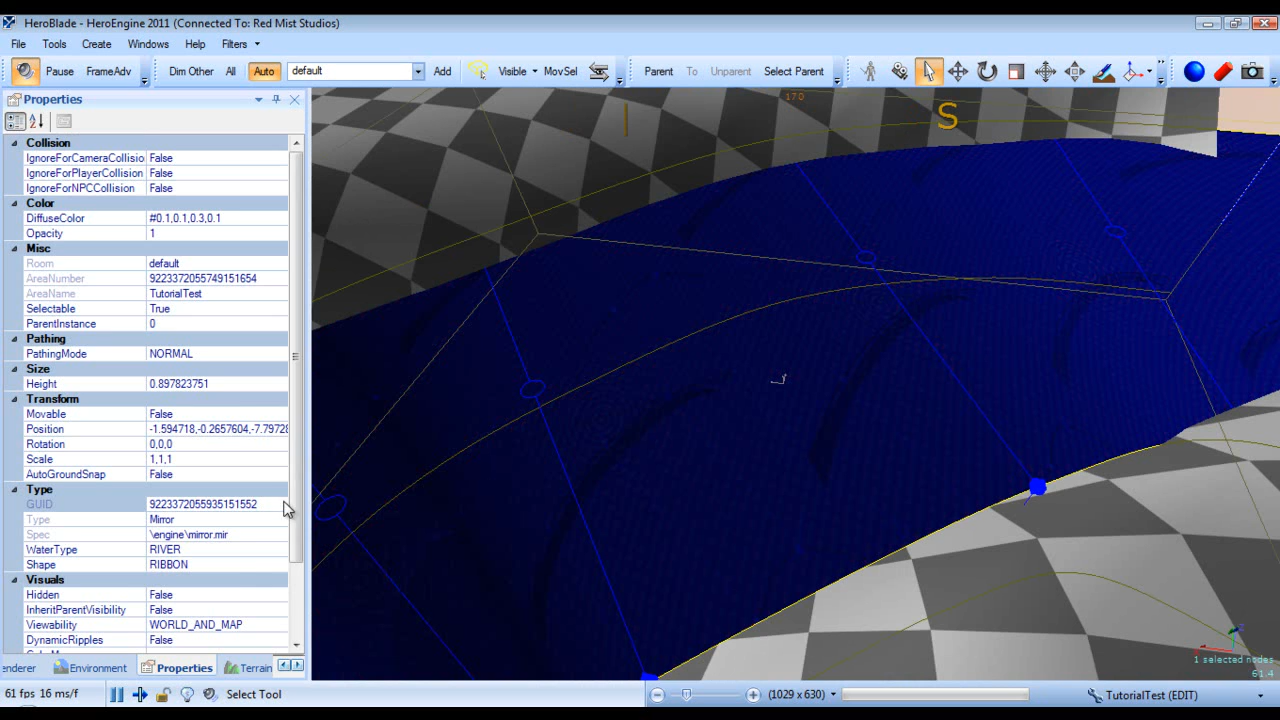 HeroBlade - HeroEngine 2011 (Connected To: Red Mist Studios)
File Tools Create Windows Help Filters
Pause FrameAdv Dim Other All Auto default Add Visible MovSel Parent To Unparent Select Parent
Properties
Collision
IgnoreForCameraCollisio False
IgnoreForPlayerCollision False
IgnoreForNPCCollision False
Color
DiffuseColor #0.1,0.1,0.3,0.1
Opacity 1
Misc
Room default
AreaNumber 9223372055749151654
AreaName TutorialTest
Selectable True
ParentInstance 0
Pathing
PathingMode NORMAL
Size
Height 0.897823751
Transform
Movable False
Position -1.594718,-0.2657604,-7.79728
Rotation 0,0,0
Scale 1,1,1
AutoGroundSnap False
Type
GUID 9223372055935151552
Type Mirror
Spec \engine\mirror.mir
WaterType RIVER
Shape RIBBON
Visuals
Hidden False
InheritParentVisibility False
Viewability WORLD_AND_MAP
DynamicRipples False
enderer Environment Properties Terrain
170
S
1 selected nodes
61.4
61 fps 16 ms/f Select Tool (1029 x 630) TutorialTest (EDIT)